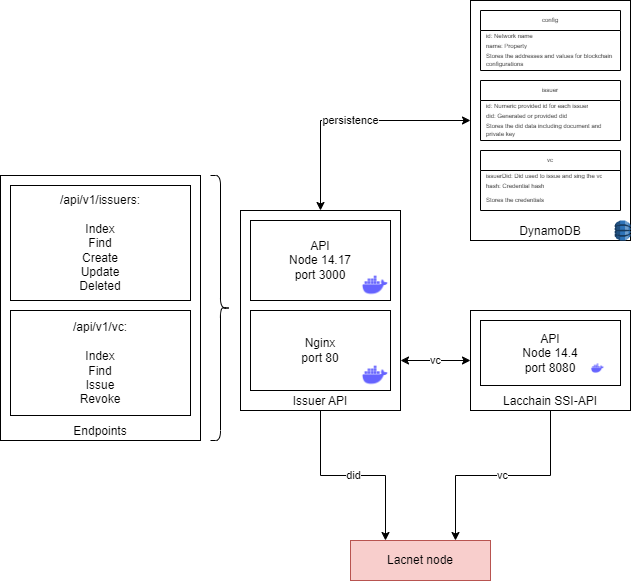 config
id: Network name
name: Property
Stores the addresses and values for blockchain
configurations
issuer
id: Numeric provided id for each issuer
did: Generated or provided did
Stores the did data including document and
private key
vc
issuerDid: Did used to issue and sing the vc
hash: Credential hash
Stores the credentials
DynamoDB
persistence
/api/v1/issuers:
Index
Find
Create
Update
Deleted
/api/v1/vc:
Index
Find
Issue
Revoke
Endpoints
API
Node 14.17
port 3000
Nginx
port 80
Issuer API
vc
API
Node 14.4
port 8080
Lacchain SSI-API
did
vc
Lacnet node